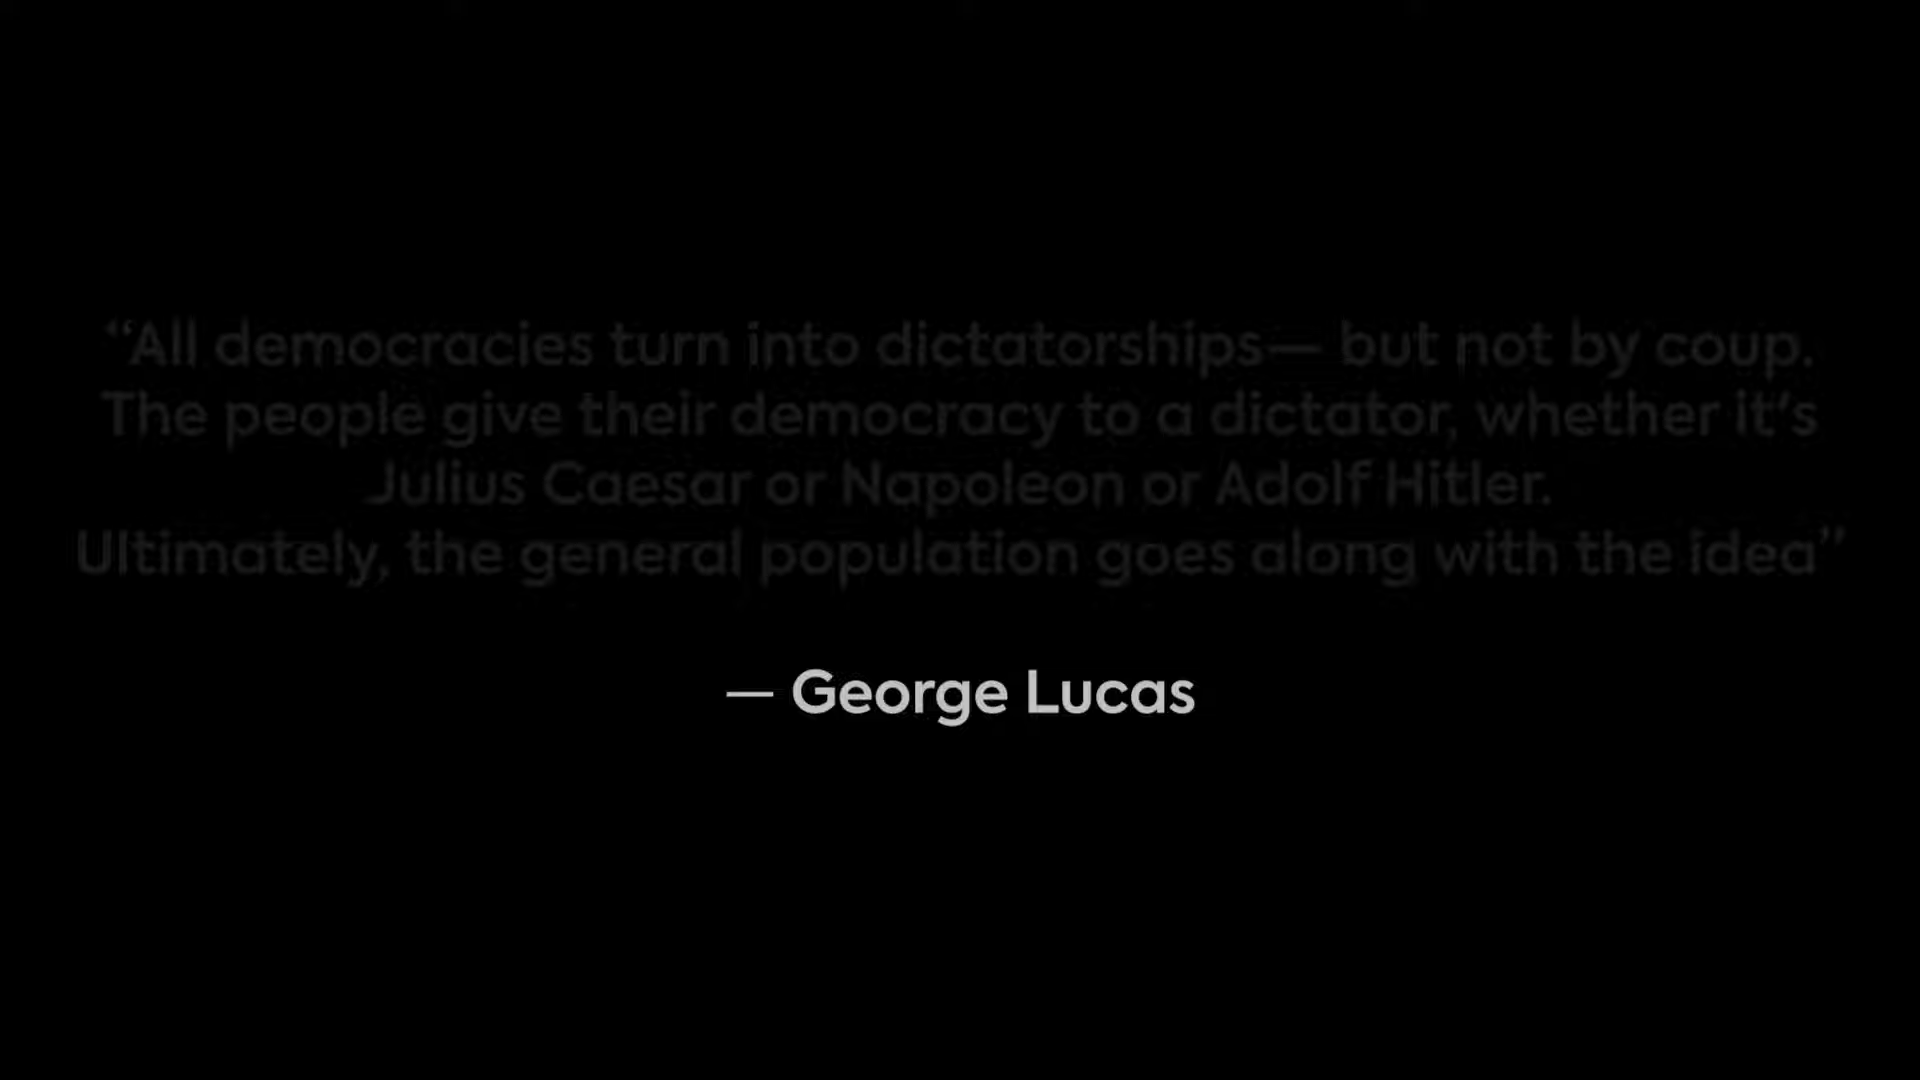 “All democracies turn into dictatorships— but not by coup.
The people give their democracy to a dictator, whether it's
Julius Caesar or Napoleon or Adolf Hitler.
Ultimately, the general population goes along with the idea”
— George Lucas